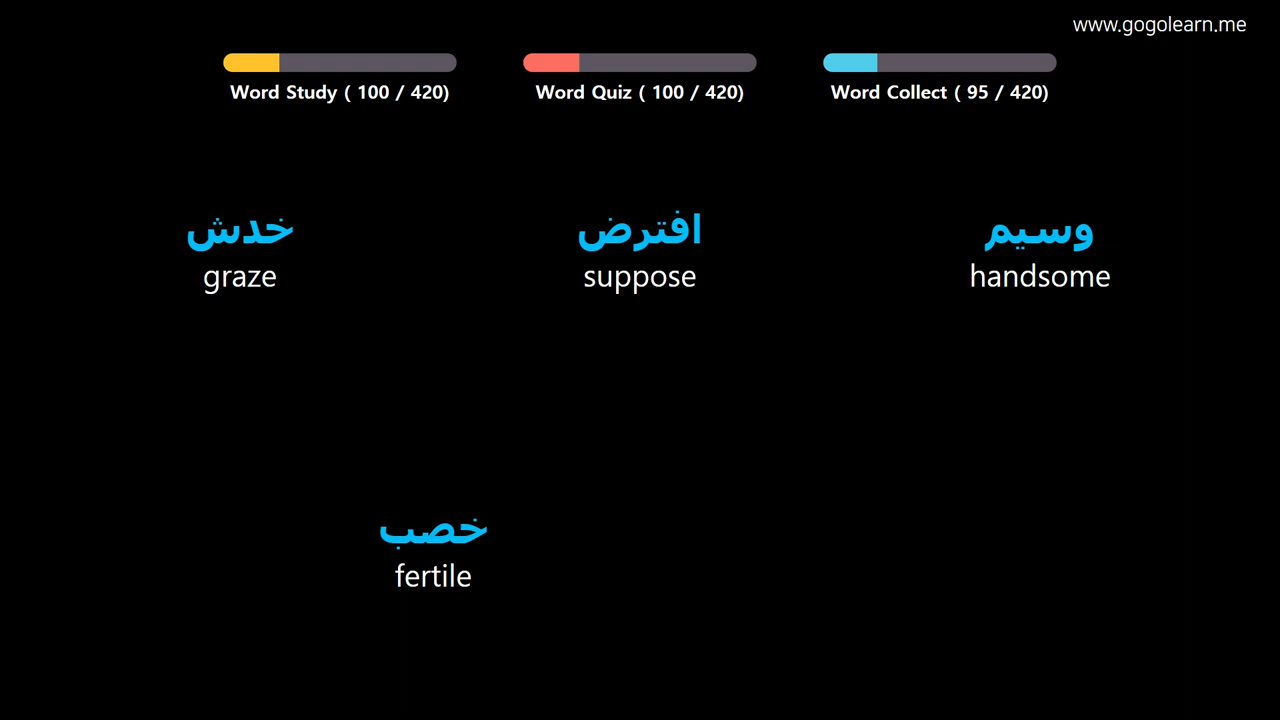 www.gogolearn.me
Word Study ( 100 / 420)
Word Quiz ( 100 / 420)
Word Collect ( 95 / 420)
خدش
graze
افترض
suppose
وسيم
handsome
خصب
fertile